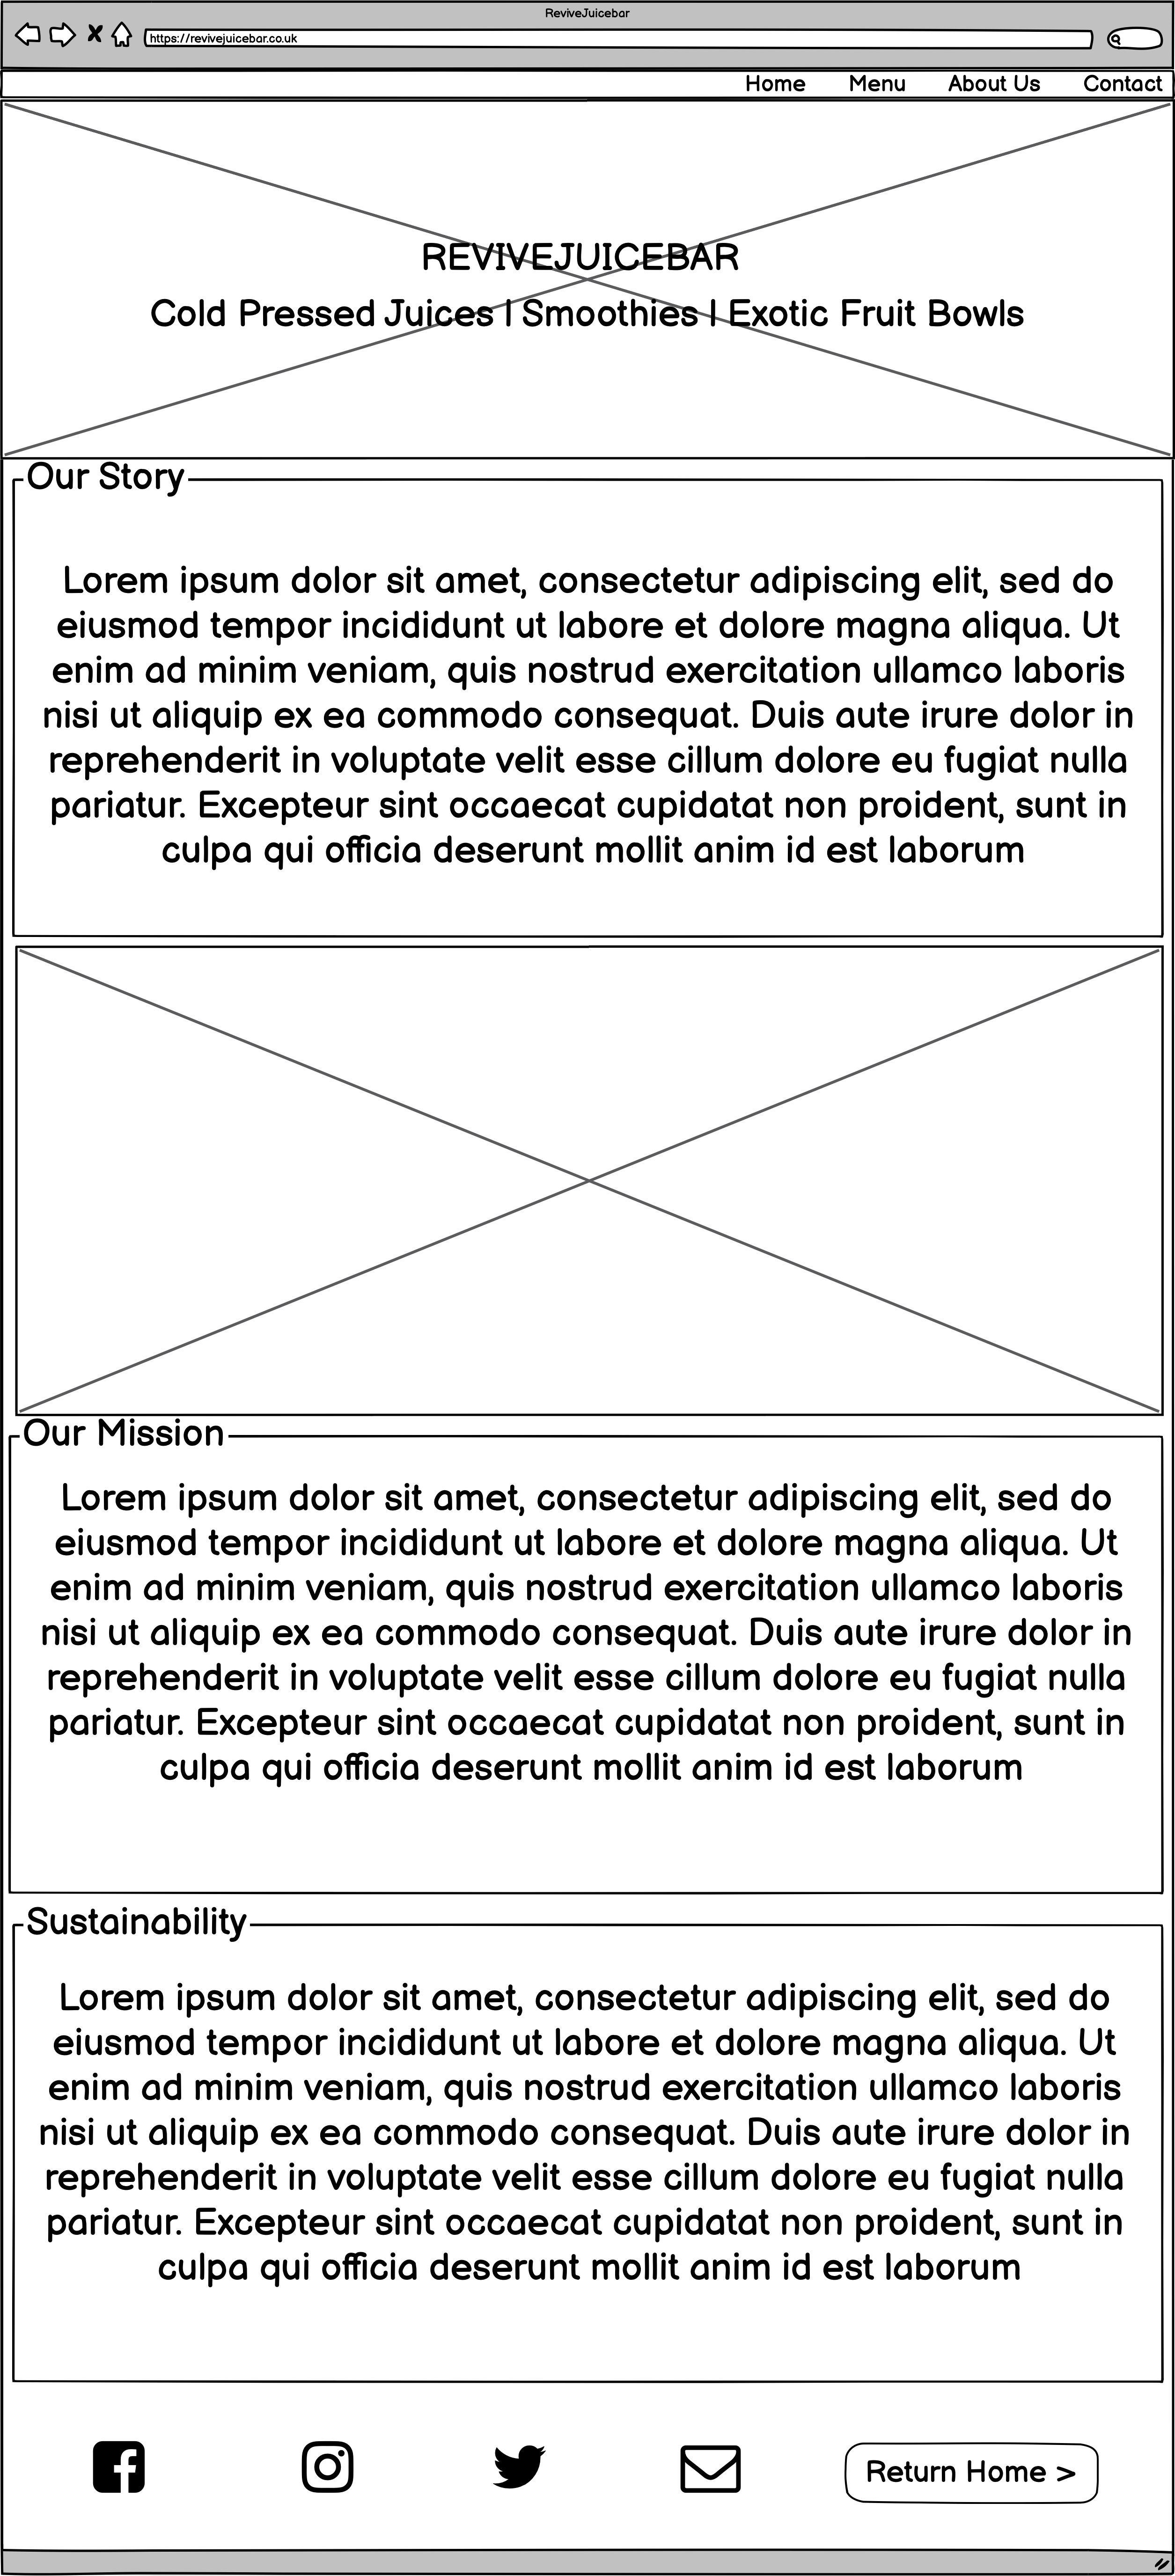 ReviveJuicebar
https://revivejuicebar.co.uk
Home Menu About Us Contact
REVIVEJUICEBAR
Cold Pressed Juices | Smoothies | Exotic Fruit Bowls
Our Story
Lorem ipsum dolor sit amet, consectetur adipiscing elit, sed do
eiusmod tempor incididunt ut labore et dolore magna aliqua. Ut
enim ad minim veniam, quis nostrud exercitation ullamco laboris
nisi ut aliquip ex ea commodo consequat. Duis aute irure dolor in
reprehenderit in voluptate velit esse cillum dolore eu fugiat nulla
pariatur. Excepteur sint occaecat cupidatat non proident, sunt in
culpa qui officia deserunt mollit anim id est laborum
Our Mission
Lorem ipsum dolor sit amet, consectetur adipiscing elit, sed do
eiusmod tempor incididunt ut labore et dolore magna aliqua. Ut
enim ad minim veniam, quis nostrud exercitation ullamco laboris
nisi ut aliquip ex ea commodo consequat. Duis aute irure dolor in
reprehenderit in voluptate velit esse cillum dolore eu fugiat nulla
pariatur. Excepteur sint occaecat cupidatat non proident, sunt in
culpa qui officia deserunt mollit anim id est laborum
Sustainability
Lorem ipsum dolor sit amet, consectetur adipiscing elit, sed do
eiusmod tempor incididunt ut labore et dolore magna aliqua. Ut
enim ad minim veniam, quis nostrud exercitation ullamco laboris
nisi ut aliquip ex ea commodo consequat. Duis aute irure dolor in
reprehenderit in voluptate velit esse cillum dolore eu fugiat nulla
pariatur. Excepteur sint occaecat cupidatat non proident, sunt in
culpa qui officia deserunt mollit anim id est laborum
Return Home >